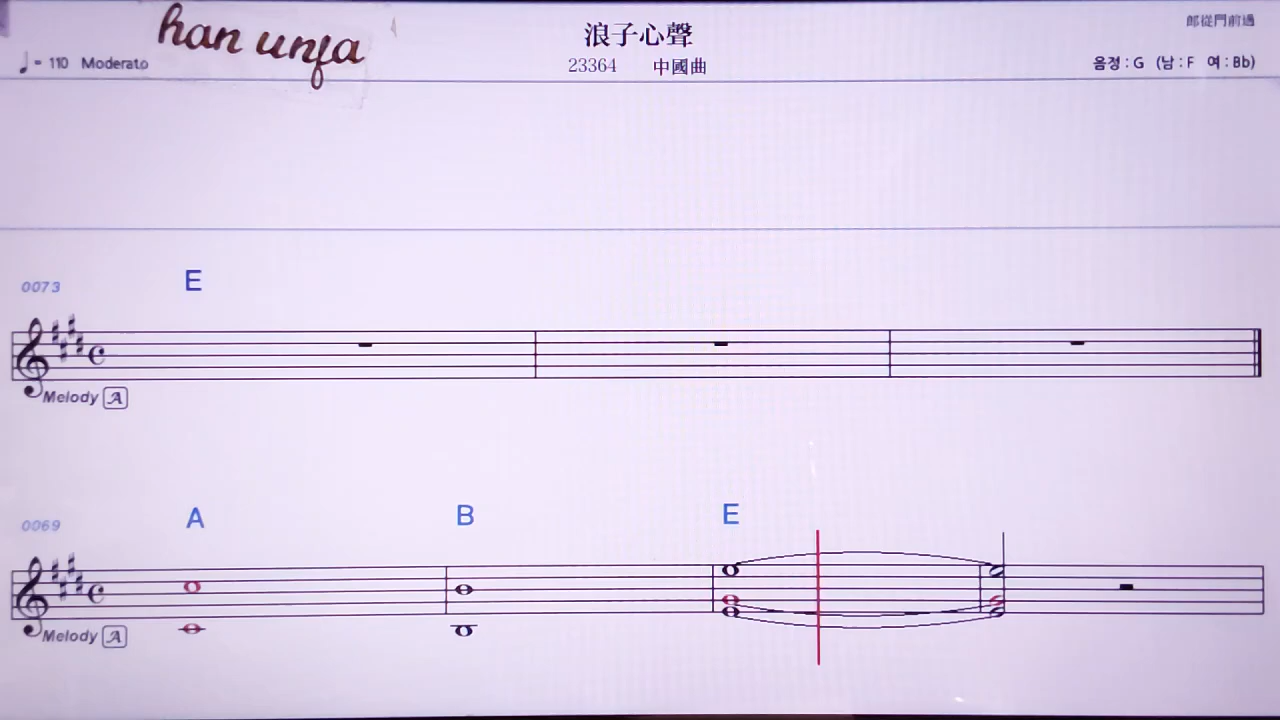 han unfa
浪子心聲
郎從門前過
♩= 110 Moderato
23364 中國曲
음정 : G (남 : F 여 : Bb)
0073 E
Melody A
0069 A B E
Melody A